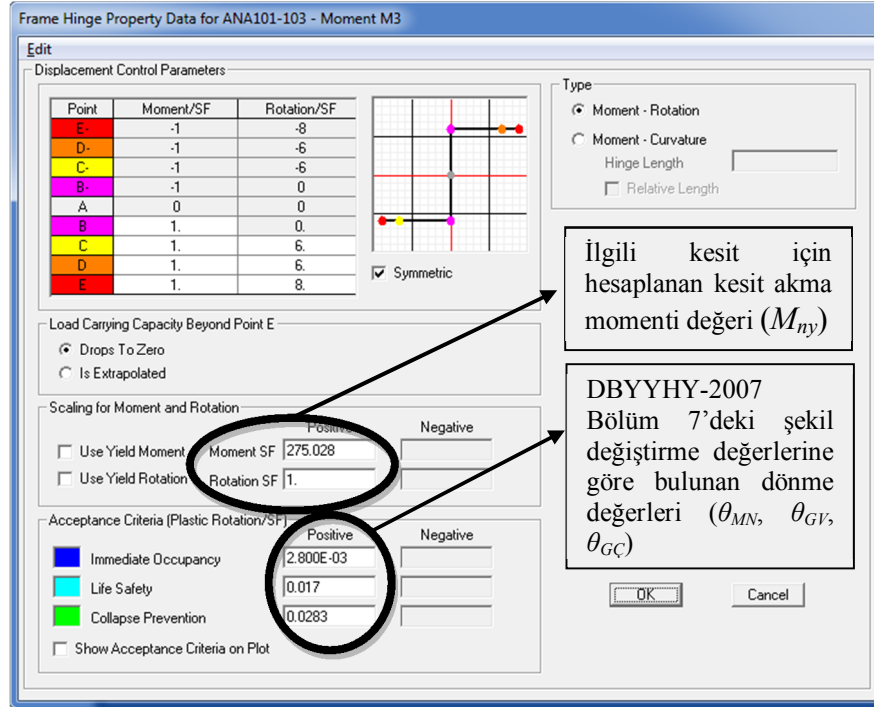 Frame Hinge Property Data for ANA101-103 - Moment M3
Edit
Displacement Control Parameters
Point Moment/SF Rotation/SF
E- -1 -8
D- -1 -6
C- -1 -6
B- -1 0
A 0 0
B 1. 0.
C 1. 6.
D 1. 6.
E 1. 8.
Symmetric
Type
Moment - Rotation
Moment - Curvature
Hinge Length
Relative Length
İlgili kesit için
hesaplanan kesit akma
momenti değeri (Mny)
Load Carrying Capacity Beyond Point E
Drops To Zero
Is Extrapolated
DBYYHY-2007
Bölüm 7’deki şekil
değiştirme değerlerine
göre bulunan dönme
değerleri (θMN, θGV,
θGÇ)
Scaling for Moment and Rotation
Positive Negative
Use Yield Moment Moment SF 275.028
Use Yield Rotation Rotation SF 1.
Acceptance Criteria (Plastic Rotation/SF)
Positive Negative
Immediate Occupancy 2.800E-03
Life Safety 0.017
Collapse Prevention 0.0283
Show Acceptance Criteria on Plot
OK Cancel